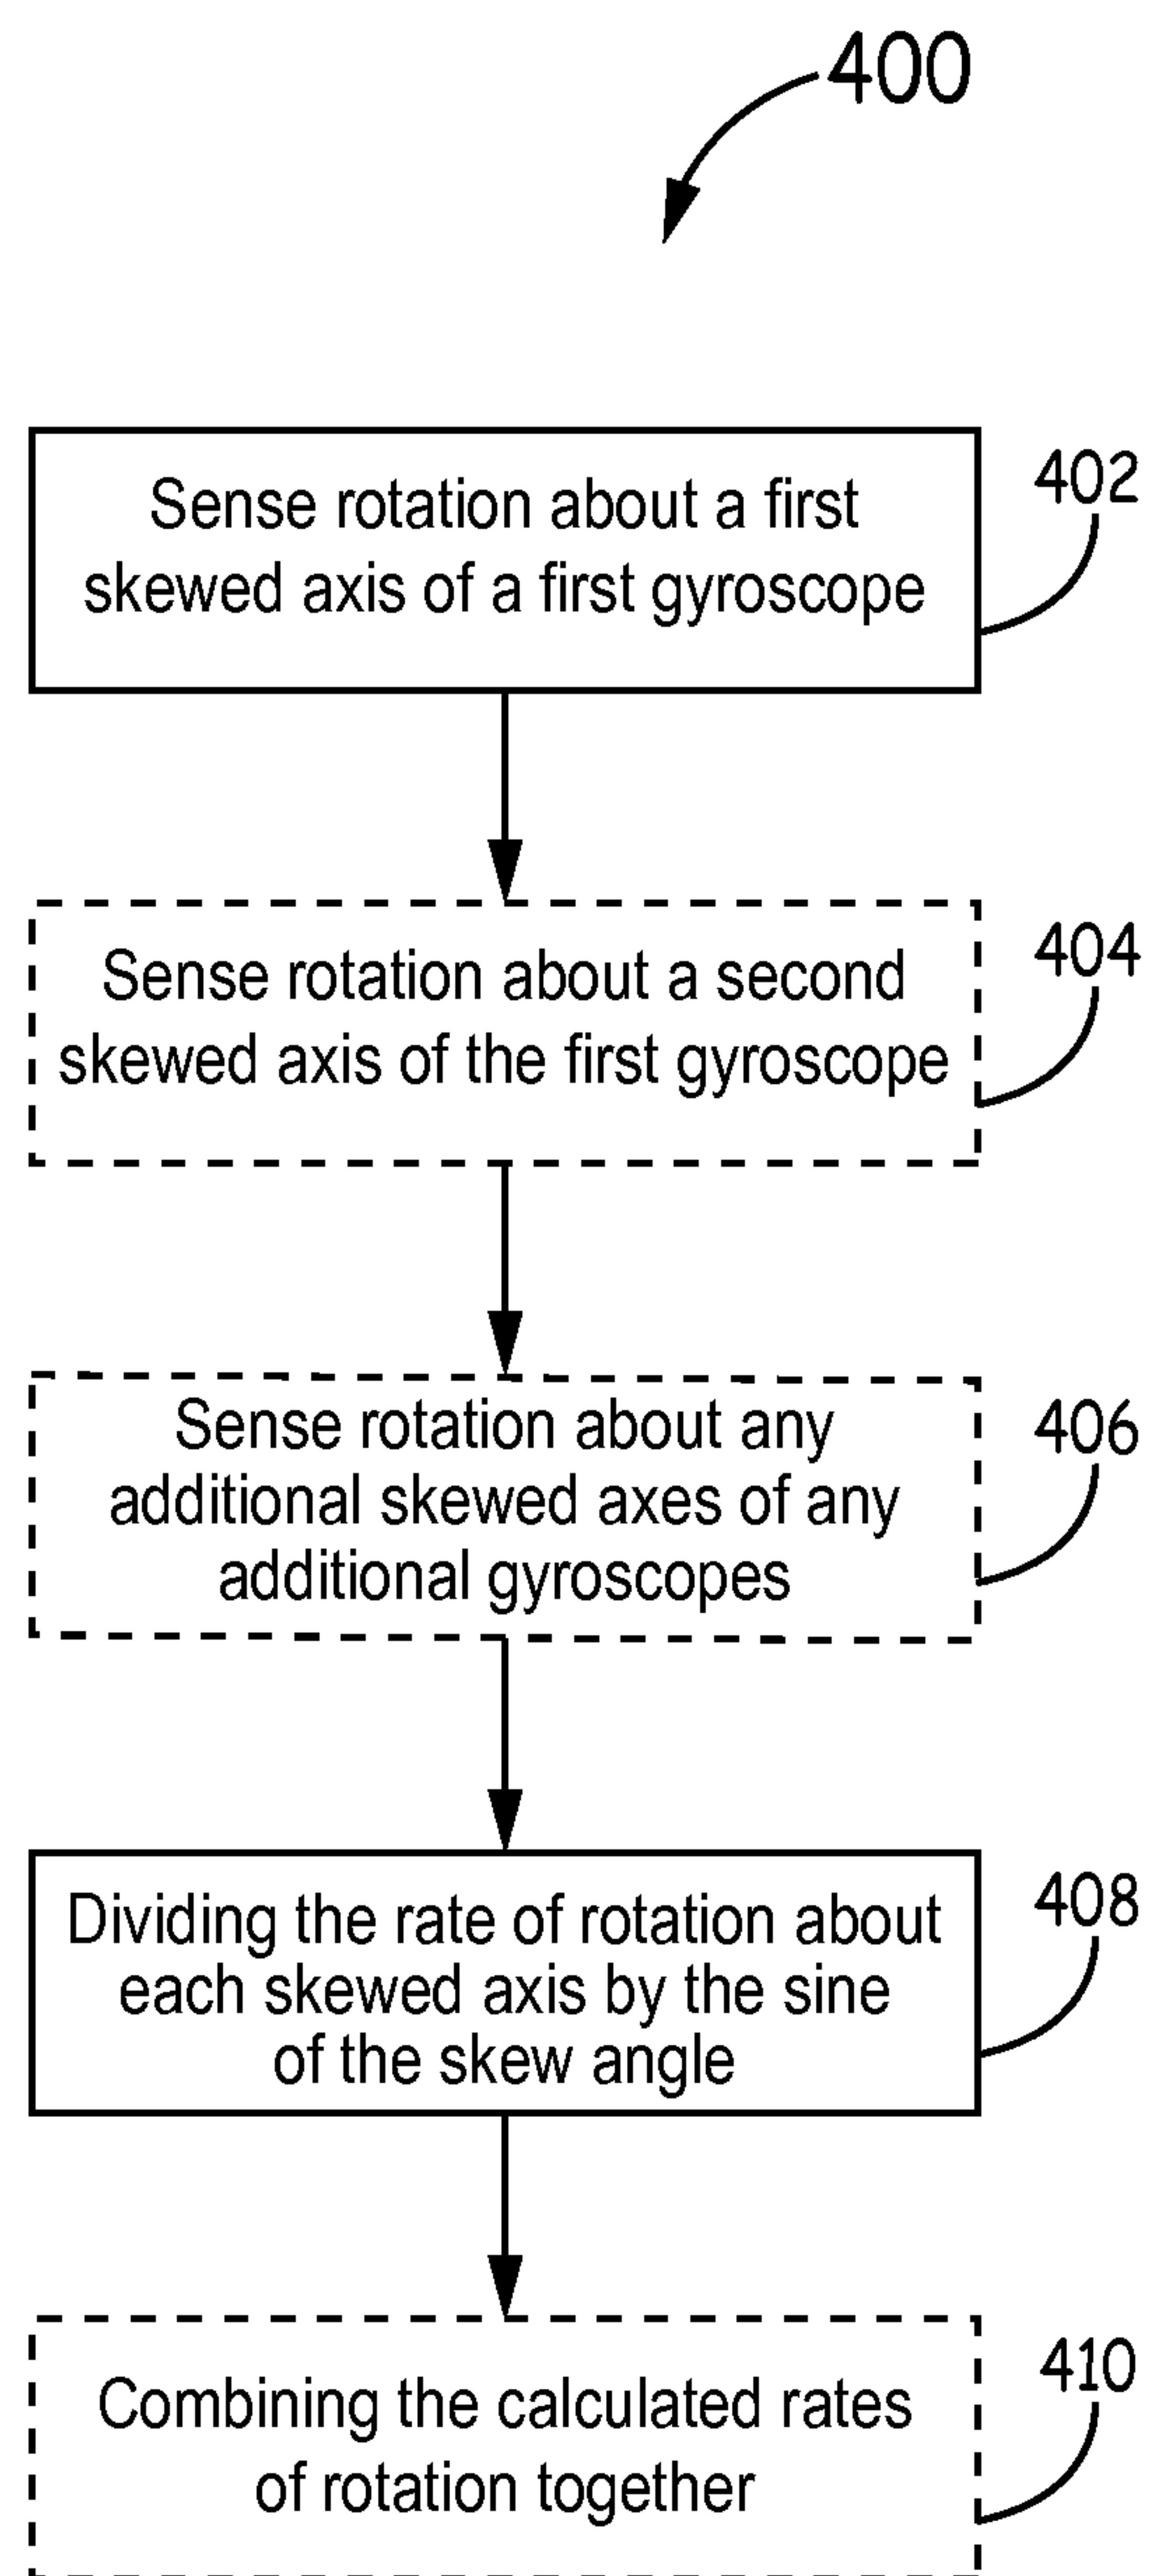 400
Sense rotation about a first
skewed axis of a first gyroscope
402
Sense rotation about a second
skewed axis of the first gyroscope
404
Sense rotation about any
additional skewed axes of any
additional gyroscopes
406
Dividing the rate of rotation about
each skewed axis by the sine
of the skew angle
408
Combining the calculated rates
of rotation together
410